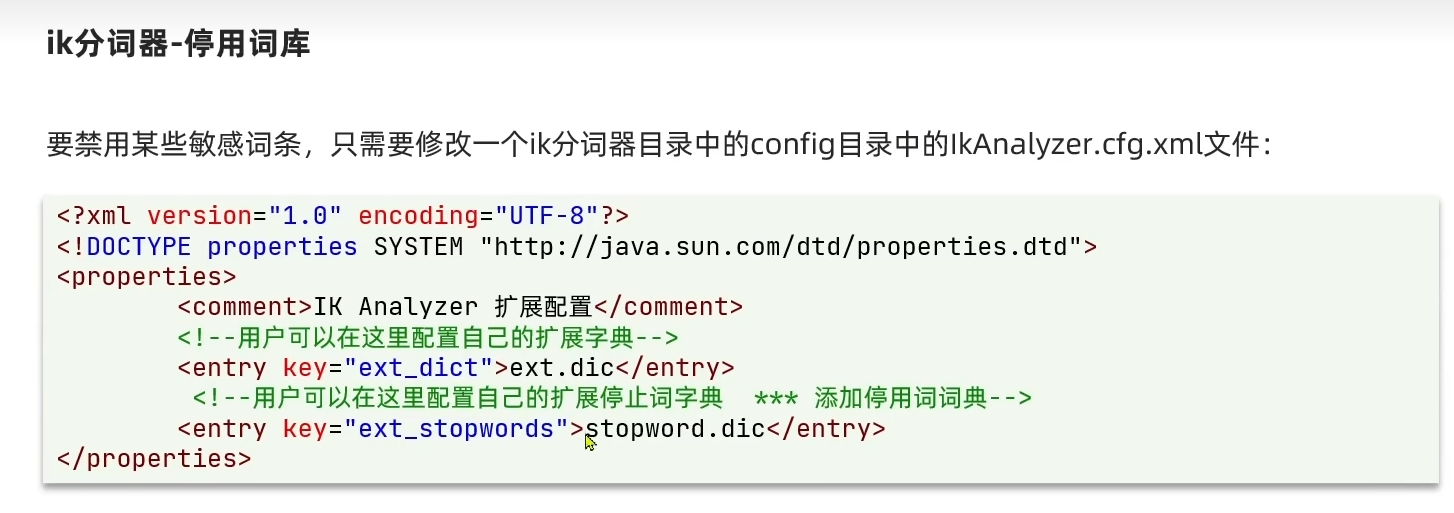 ik分词器-停用词库
要禁用某些敏感词条，只需要修改一个ik分词器目录中的config目录中的IkAnalyzer.cfg.xml文件：
<?xml version="1.0" encoding="UTF-8"?>
<!DOCTYPE properties SYSTEM "http://java.sun.com/dtd/properties.dtd">
<properties>
        <comment>IK Analyzer 扩展配置</comment>
        <!--用户可以在这里配置自己的扩展字典-->
        <entry key="ext_dict">ext.dic</entry>
         <!--用户可以在这里配置自己的扩展停止词字典  *** 添加停用词词典-->
        <entry key="ext_stopwords">stopword.dic</entry>
</properties>